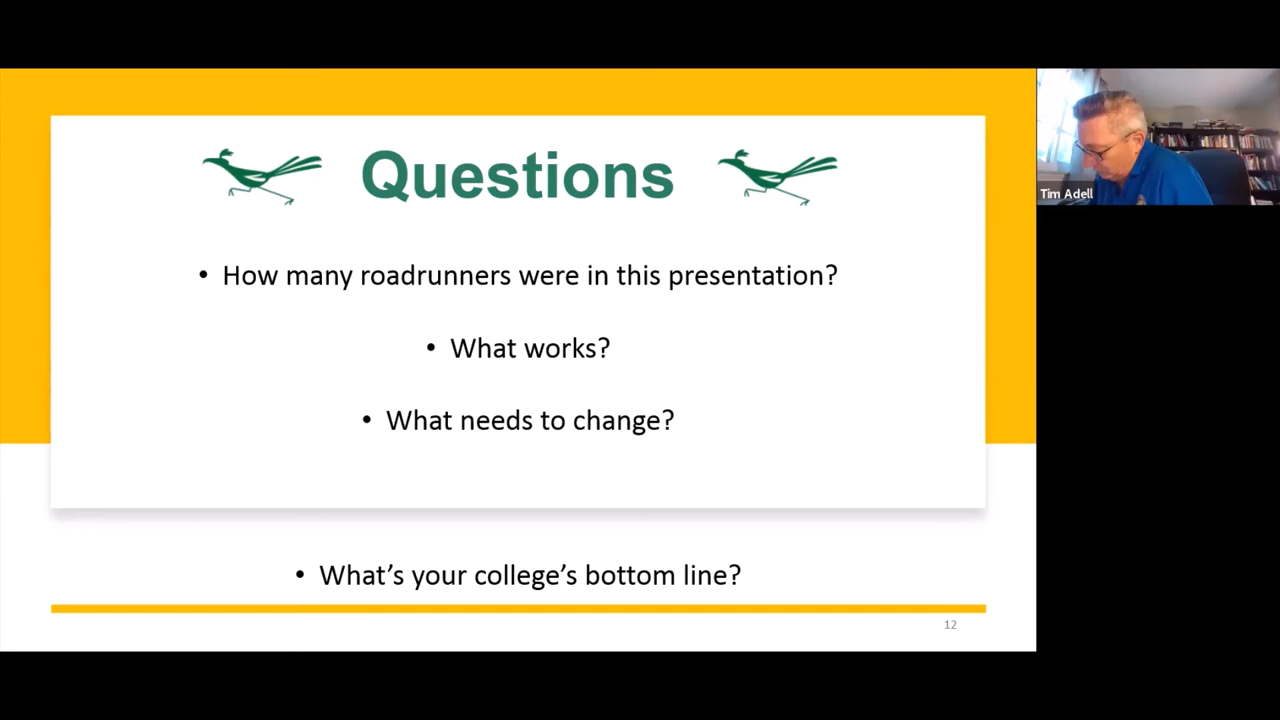 Questions
• How many roadrunners were in this presentation?
• What works?
• What needs to change?
• What's your college's bottom line?
12
Tim Adell